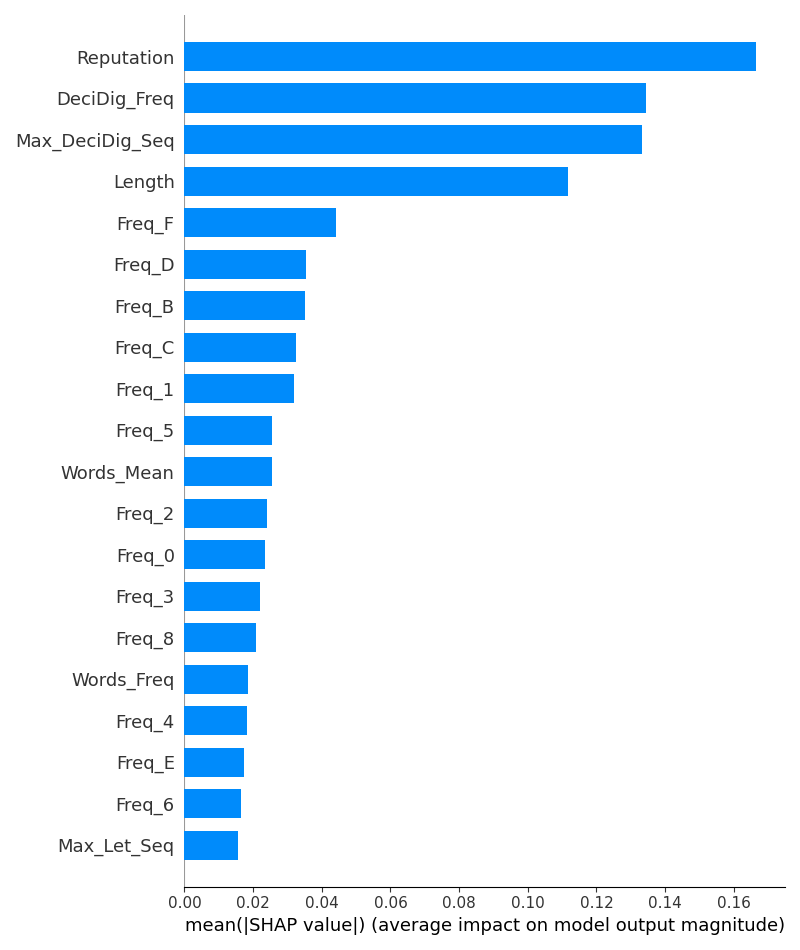 Reputation
DeciDig_Freq
Max_DeciDig_Seq
Length
Freq_F
Freq_D
Freq_B
Freq_C
Freq_1
Freq_5
Words_Mean
Freq_2
Freq_0
Freq_3
Freq_8
Words_Freq
Freq_4
Freq_E
Freq_6
Max_Let_Seq
0.00 0.02 0.04 0.06 0.08 0.10 0.12 0.14 0.16
mean(|SHAP value|) (average impact on model output magnitude)